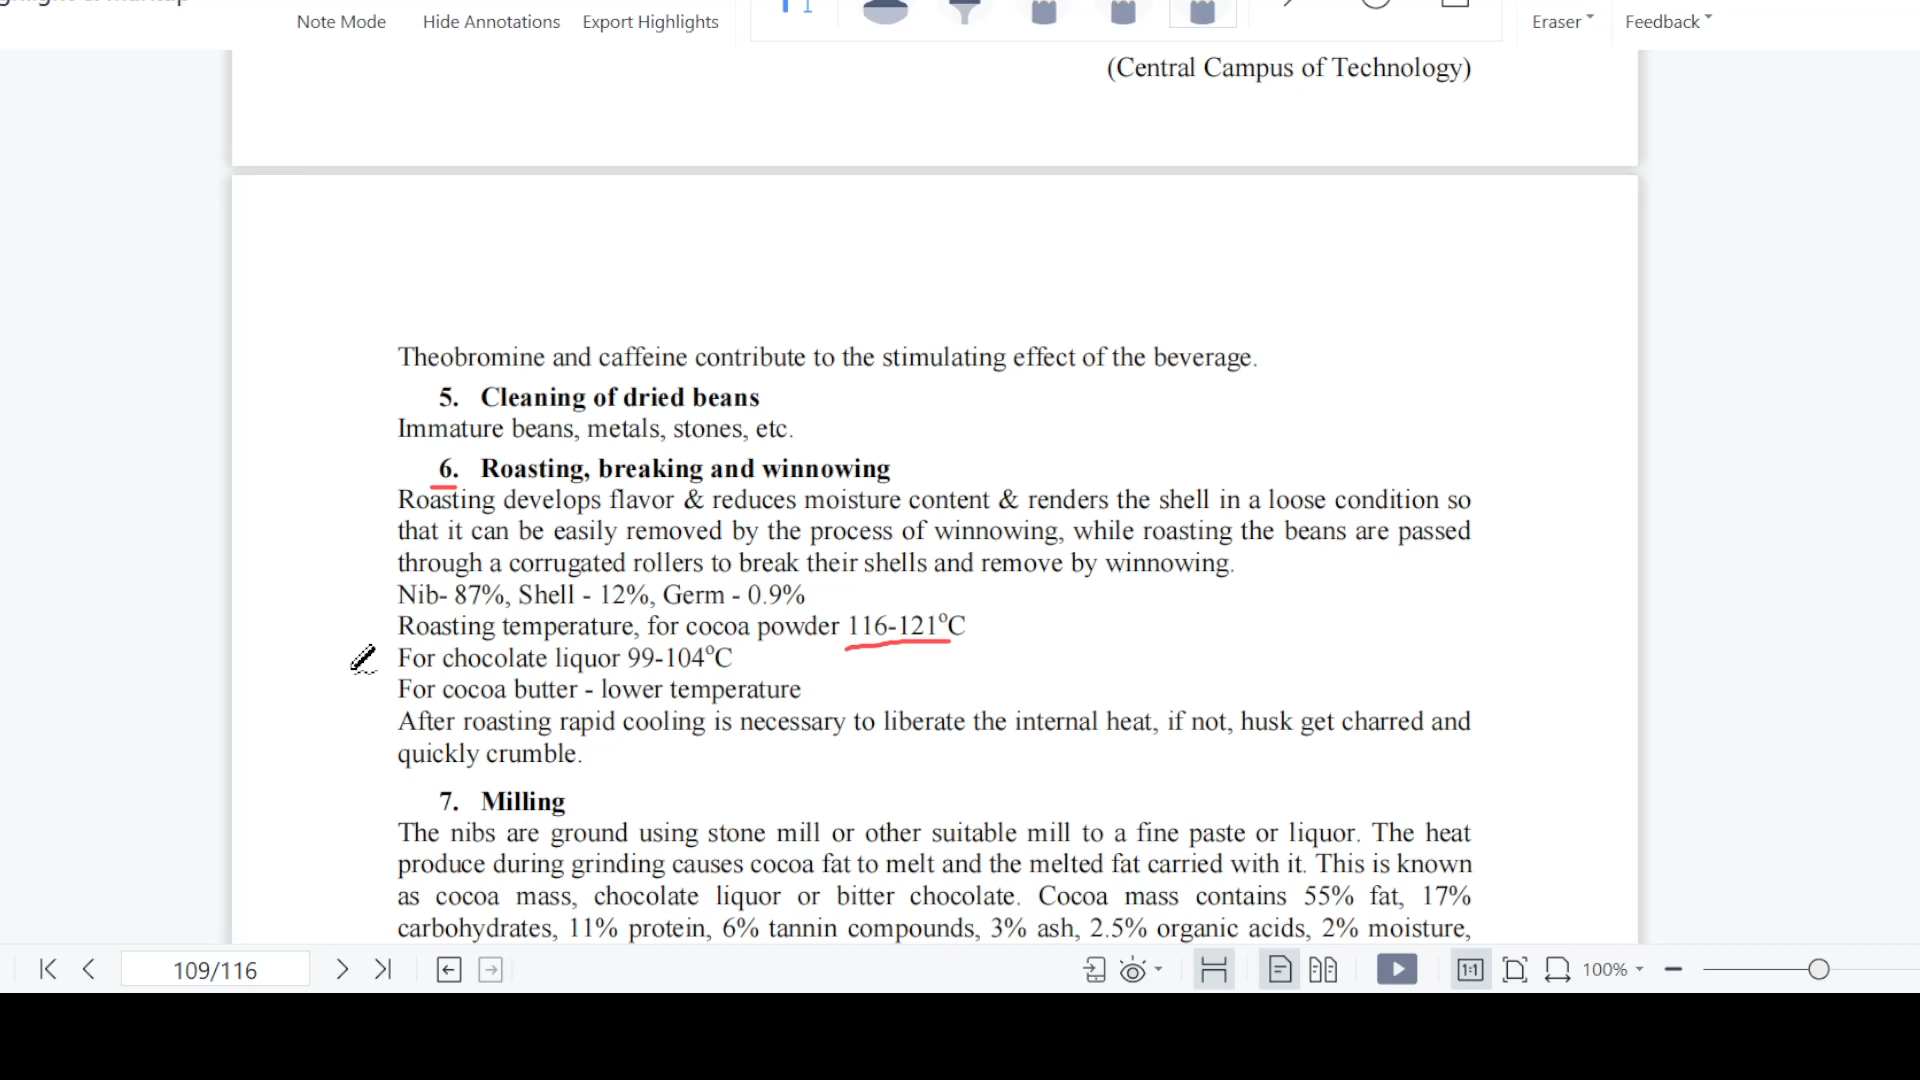 Note Mode Hide Annotations Export Highlights Eraser Feedback
(Central Campus of Technology)
Theobromine and caffeine contribute to the stimulating effect of the beverage.
5. Cleaning of dried beans
Immature beans, metals, stones, etc.
6. Roasting, breaking and winnowing
Roasting develops flavor & reduces moisture content & renders the shell in a loose condition so
that it can be easily removed by the process of winnowing, while roasting the beans are passed
through a corrugated rollers to break their shells and remove by winnowing.
Nib- 87%, Shell - 12%, Germ - 0.9%
Roasting temperature, for cocoa powder 116-121°C
For chocolate liquor 99-104°C
For cocoa butter - lower temperature
After roasting rapid cooling is necessary to liberate the internal heat, if not, husk get charred and
quickly crumble.
7. Milling
The nibs are ground using stone mill or other suitable mill to a fine paste or liquor. The heat
produce during grinding causes cocoa fat to melt and the melted fat carried with it. This is known
as cocoa mass, chocolate liquor or bitter chocolate. Cocoa mass contains 55% fat, 17%
carbohydrates, 11% protein, 6% tannin compounds, 3% ash, 2.5% organic acids, 2% moisture,
109/116 1:1 100%